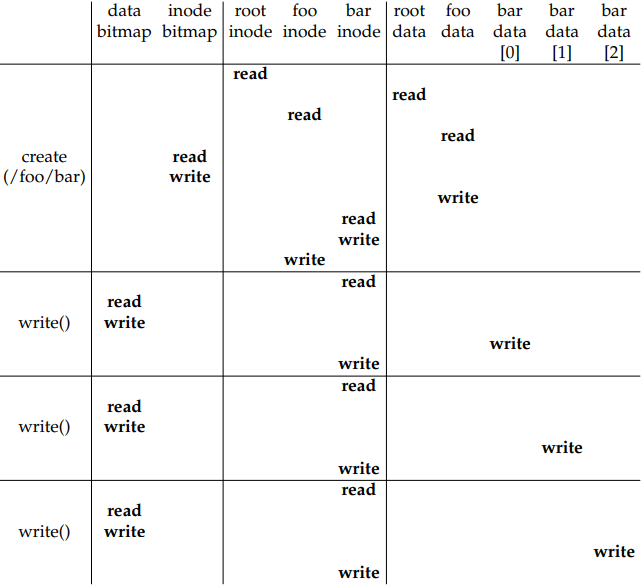 data inode root foo bar root foo bar bar bar
bitmap bitmap inode inode inode data data data data data
[0] [1] [2]
read
read
read
read
create read
(/foo/bar) write
write
read
write
write
read
read
write() write
write
write
read
read
write() write
write
write
read
read
write() write
write
write